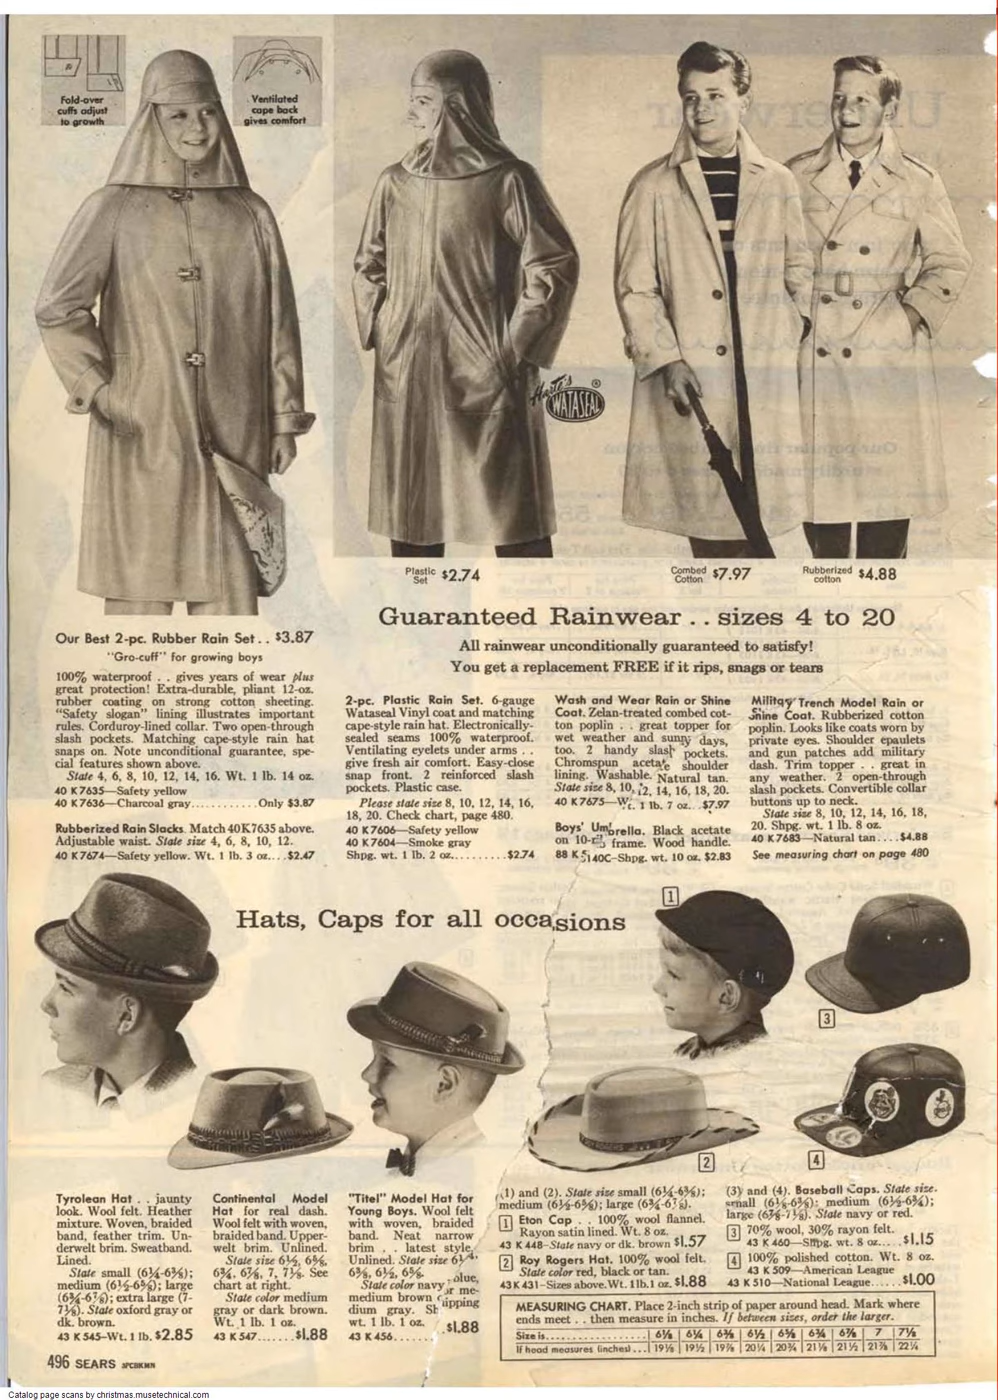 Fold-over
cuffs adjust
to growth
Ventilated
cape back
gives comfort
Harte's
WATASEAL
®
Plastic
Set $2.74
Combed
Cotton $7.97
Rubberized
cotton $4.88
Guaranteed Rainwear . . sizes 4 to 20
All rainwear unconditionally guaranteed to satisfy!
You get a replacement FREE if it rips, snags or tears
Our Best 2-pc. Rubber Rain Set . . $3.87
"Gro-cuff" for growing boys
100% waterproof . . gives years of wear plus
great protection! Extra-durable, pliant 12-oz.
rubber coating on strong cotton sheeting.
"Safety slogan" lining illustrates important
rules. Corduroy-lined collar. Two open-through
slash pockets. Matching cape-style rain hat
snaps on. Note unconditional guarantee, spe-
cial features shown above.
State 4, 6, 8, 10, 12, 14, 16. Wt. 1 lb. 14 oz.
40 K 7635—Safety yellow
40 K 7636—Charcoal gray............Only $3.87
Rubberized Rain Slacks. Match 40K7635 above.
Adjustable waist. State size 4, 6, 8, 10, 12.
40 K 7674—Safety yellow. Wt. 1 lb. 3 oz....$2.47
2-pc. Plastic Rain Set. 6-gauge
Wataseal Vinyl coat and matching
cape-style rain hat. Electronically-
sealed seams 100% waterproof.
Ventilating eyelets under arms . .
give fresh air comfort. Easy-close
snap front. 2 reinforced slash
pockets. Plastic case.
Please state size 8, 10, 12, 14, 16,
18, 20. Check chart, page 480.
40 K 7606—Safety yellow
40 K 7604—Smoke gray
Shpg. wt. 1 lb. 2 oz..........$2.74
Wash and Wear Rain or Shine
Coat. Zelan-treated combed cot-
ton poplin . . great topper for
wet weather and sunny days,
too. 2 handy slash pockets.
Chromspun acetate shoulder
lining. Washable. Natural tan.
State size 8, 10, 12, 14, 16, 18, 20.
40 K 7675—Wt. 1 lb. 7 oz. .$7.97
Boys' Umbrella. Black acetate
on 10-rib frame. Wood handle.
88 K 5140C—Shpg. wt. 10 oz. $2.83
Military Trench Model Rain or
Shine Coat. Rubberized cotton
poplin. Looks like coats worn by
private eyes. Shoulder epaulets
and gun patches add military
dash. Trim topper . . great in
any weather. 2 open-through
slash pockets. Convertible collar
buttons up to neck.
State size 8, 10, 12, 14, 16, 18,
20. Shpg. wt. 1 lb. 8 oz.
40 K 7683—Natural tan....$4.88
See measuring chart on page 480
Hats, Caps for all occasions
1
3
2
4
Tyrolean Hat . . jaunty
look. Wool felt. Heather
mixture. Woven, braided
band, feather trim. Un-
derwelt brim. Sweatband.
Lined.
State small (6¼-6⅜);
medium (6½-6⅝); large
(6¾-6⅞); extra large (7-
7⅛). State oxford gray or
dk. brown.
43 K 545-Wt. 1 lb. $2.85
Continental Model
Hat for real dash.
Wool felt with woven,
braided band. Upper-
welt brim. Unlined.
State size 6½, 6⅝,
6¾, 6⅞, 7, 7⅛. See
chart at right.
State color medium
gray or dark brown.
Wt. 1 lb. 1 oz.
43 K 547.......$1.88
"Titel" Model Hat for
Young Boys. Wool felt
with woven, braided
band. Neat narrow
brim . . latest style.
Unlined. State size 6¼,
6⅜, 6½, 6⅝.
State color navy blue,
medium brown or me-
dium gray. Shipping
wt. 1 lb. 1 oz.
43 K 456.......$1.88
(1) and (2). State size small (6¼-6⅜);
medium (6½-6⅝); large (6¾-6⅞).
1 Eton Cap . . 100% wool flannel.
Rayon satin lined. Wt. 8 oz.
43 K 448-State navy or dk. brown $1.57
2 Roy Rogers Hat. 100% wool felt.
State color red, black or tan.
43 K 431—Sizes above. Wt. 1 lb. 1 oz. $1.88
(3) and (4). Baseball Caps. State size,
small (6¼-6⅜); medium (6½-6¾);
large (6⅞-7⅛). State navy or red.
3 70% wool, 30% rayon felt.
43 K 460—Shpg. wt. 8 oz.....$1.15
4 100% polished cotton. Wt. 8 oz.
43 K 509—American League
43 K 510—National League......$1.00
MEASURING CHART. Place 2-inch strip of paper around head. Mark where
ends meet . . then measure in inches. If between sizes, order the larger.
Size is.................... 6⅛ 6¼ 6⅜ 6½ 6⅝ 6¾ 6⅞ 7 7⅛
If head measures (inches)... 19⅛ 19½ 19⅞ 20¼ 20¾ 21⅛ 21½ 21⅞ 22¼
496 SEARS
Catalog page scans by christmas.musetechnical.com